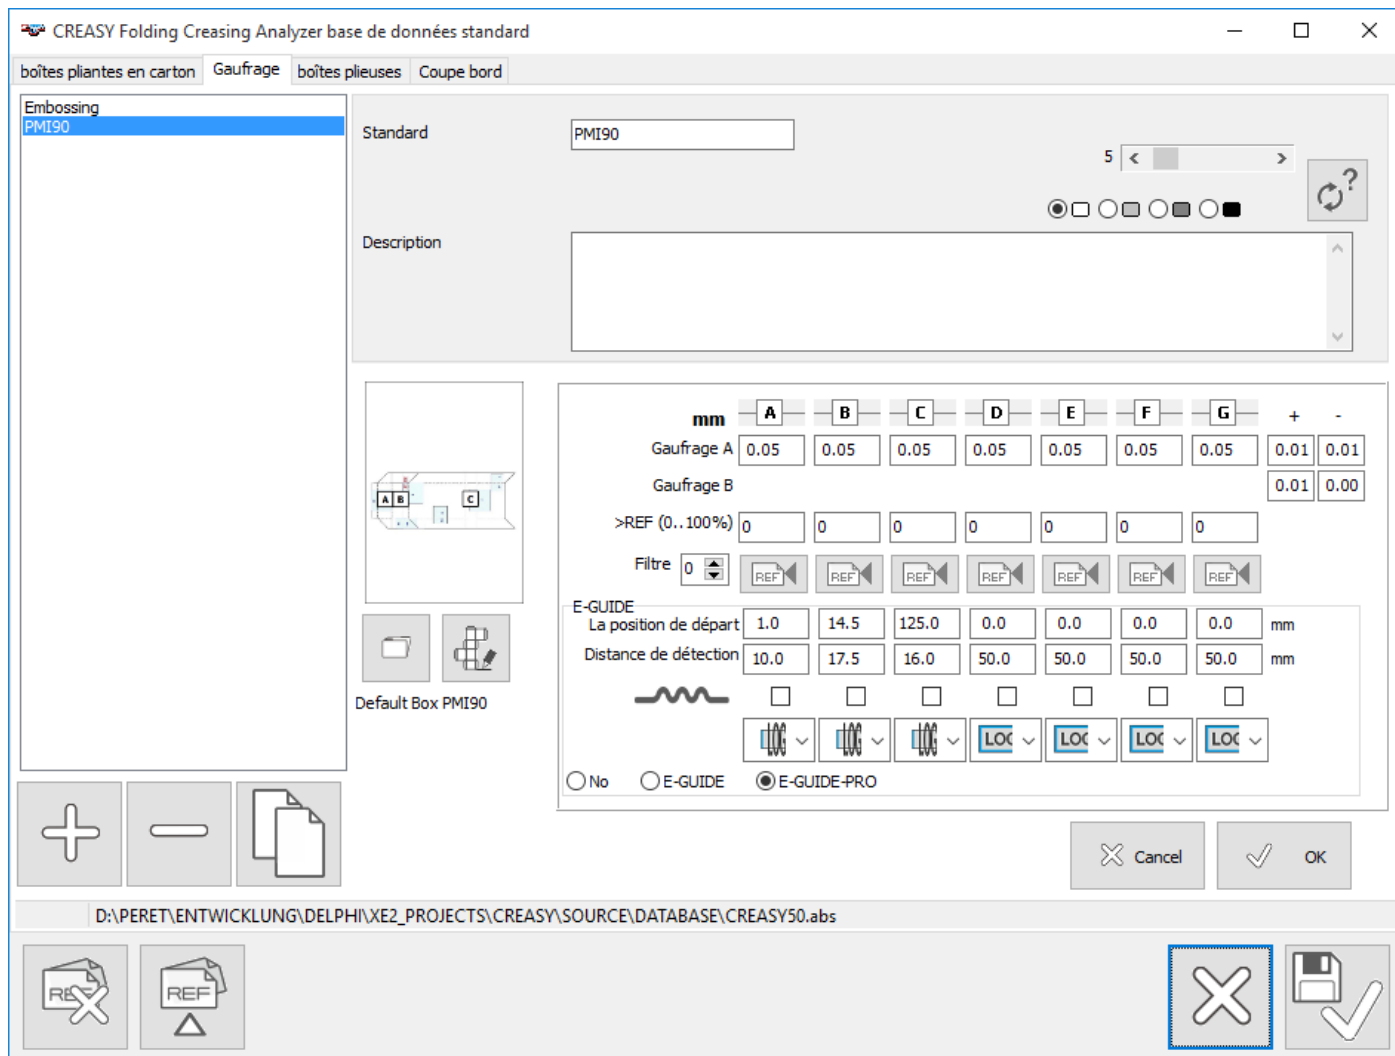 CREASY Folding Creasing Analyzer base de données standard
boîtes pliantes en carton Gaufrage boîtes plieuses Coupe bord
Embossing
PMI90
Standard PMI90
5
?
Description
A B C
Default Box PMI90
mm A B C D E F G + -
Gaufrage A 0.05 0.05 0.05 0.05 0.05 0.05 0.05 0.01 0.01
Gaufrage B 0.01 0.00
>REF (0..100%) 0 0 0 0 0 0 0
Filtre 0 REF REF REF REF REF REF REF
E-GUIDE
La position de départ 1.0 14.5 125.0 0.0 0.0 0.0 0.0 mm
Distance de détection 10.0 17.5 16.0 50.0 50.0 50.0 50.0 mm
LOC LOC LOC LOC
No E-GUIDE E-GUIDE-PRO
Cancel OK
D:\PERET\ENTWICKLUNG\DELPHI\XE2_PROJECTS\CREASY\SOURCE\DATABASE\CREASY50.abs
REF REF